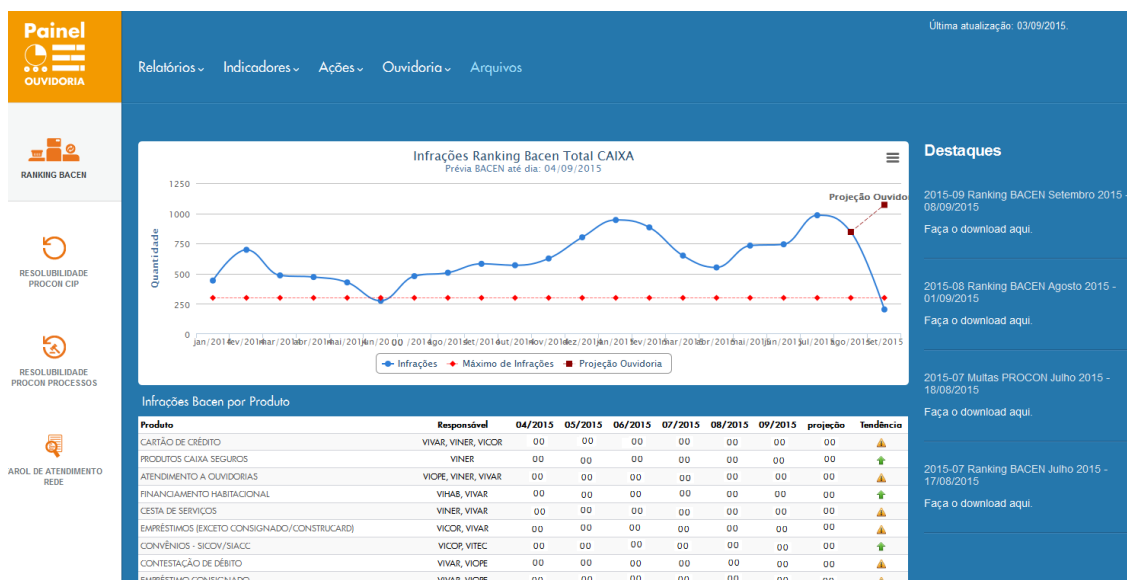 Painel
OUVIDORIA
Última atualização: 03/09/2015.
Relatórios Indicadores Ações Ouvidoria Arquivos
RANKING BACEN
RESOLUBILIDADE
PROCON CIP
RESOLUBILIDADE
PROCON PROCESSOS
AROL DE ATENDIMENTO
REDE
Infrações Ranking Bacen Total CAIXA
Prévia BACEN até dia: 04/09/2015
Quantidade
1250
1000
750
500
250
0
Projeção Ouvido
Infrações Máximo de Infrações Projeção Ouvidoria
Infrações Bacen por Produto
Produto Responsável 04/2015 05/2015 06/2015 07/2015 08/2015 09/2015 projeção Tendência
CARTÃO DE CRÉDITO VIVAR, VINER, VICOR 00 00 00 00 00 00 00
PRODUTOS CAIXA SEGUROS VINER 00 00 00 00 00 00 00
ATENDIMENTO A OUVIDORIAS VIOPE, VINER, VIVAR 00 00 00 00 00 00 00
FINANCIAMENTO HABITACIONAL VIHAB, VIVAR 00 00 00 00 00 00 00
CESTA DE SERVIÇOS VINER, VIVAR 00 00 00 00 00 00 00
EMPRÉSTIMOS (EXCETO CONSIGNADO/CONSTRUCARD) VICOR, VIVAR 00 00 00 00 00 00 00
CONVÊNIOS - SICOV/SIACC VICOP, VITEC 00 00 00 00 00 00 00
CONTESTAÇÃO DE DÉBITO VIVAR, VIOPE 00 00 00 00 00 00 00
EMPRÉSTIMO CONSIGNADO VIVAR, VIOPE 00 00 00 00 00 00 00
Destaques
2015-09 Ranking BACEN Setembro 2015 -
08/09/2015
Faça o download aqui.
2015-08 Ranking BACEN Agosto 2015 -
01/09/2015
Faça o download aqui.
2015-07 Multas PROCON Julho 2015 -
18/08/2015
Faça o download aqui.
2015-07 Ranking BACEN Julho 2015 -
17/08/2015
Faça o download aqui.